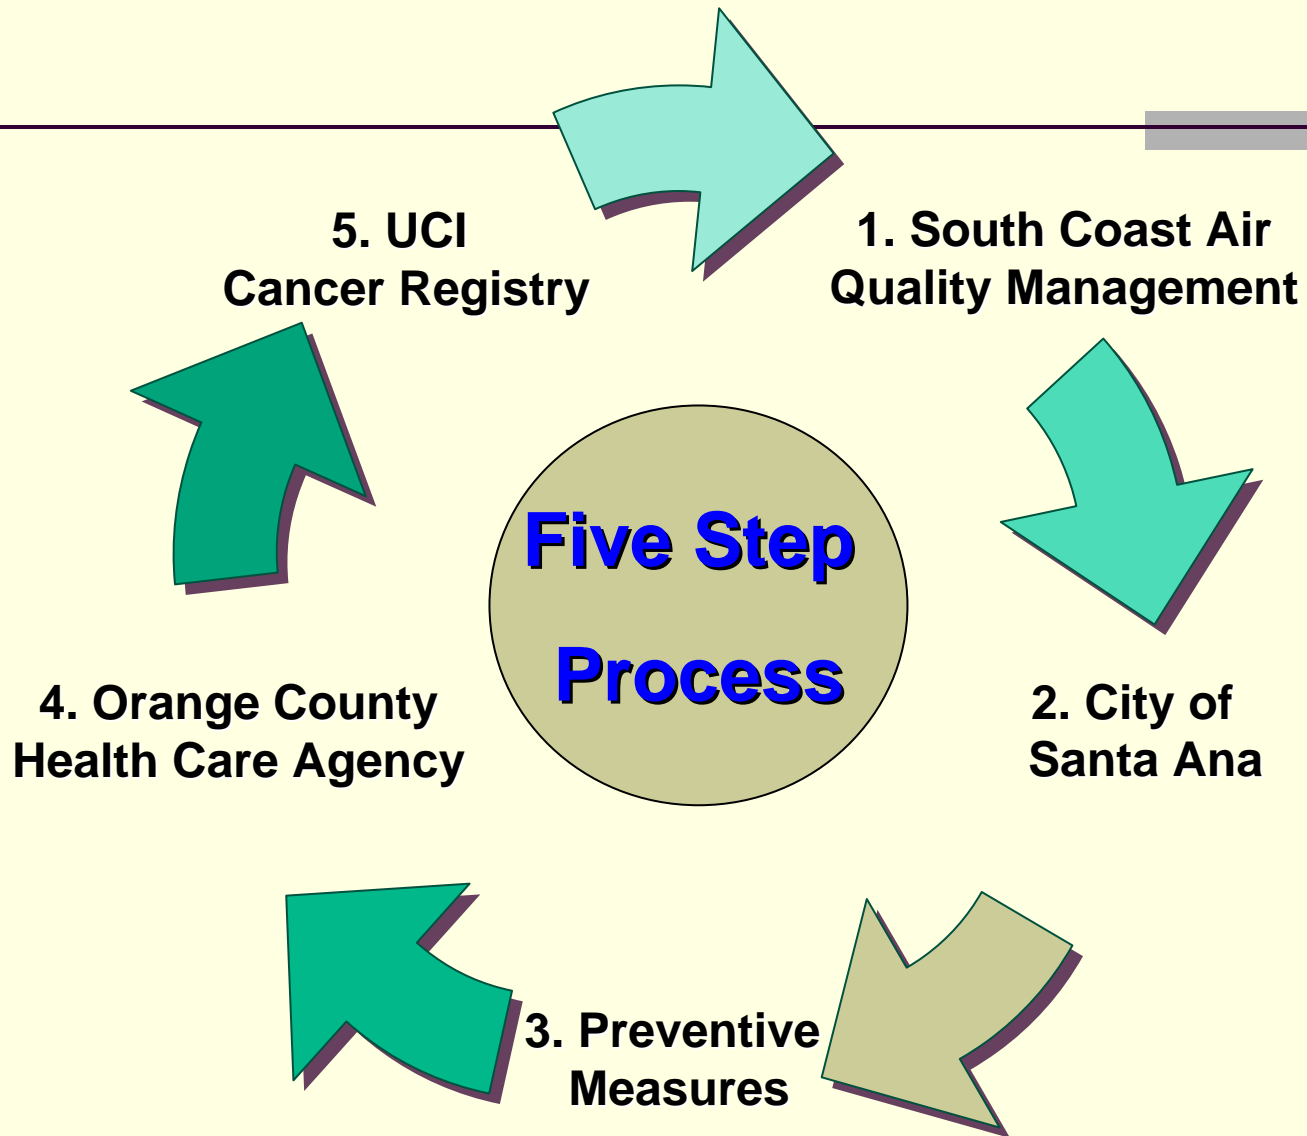 5. UCI
Cancer Registry
1. South Coast Air
Quality Management
Five Step
Process
4. Orange County
Health Care Agency
2. City of
Santa Ana
3. Preventive
Measures